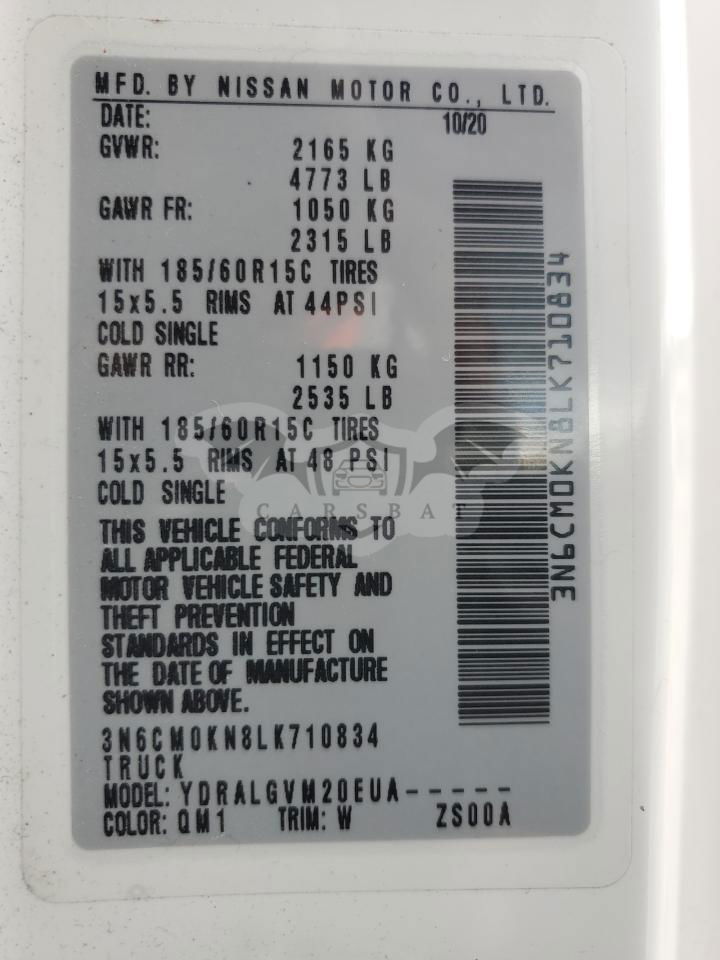 MFD. BY NISSAN MOTOR CO., LTD.
DATE: 10/20
GVWR: 2165 KG
4773 LB
GAWR FR: 1050 KG
2315 LB
WITH 185/60R15C TIRES
15x5.5 RIMS AT 44PSI
COLD SINGLE
GAWR RR: 1150 KG
2535 LB
WITH 185/60R15C TIRES
15x5.5 RIMS AT 48 PSI
COLD SINGLE
THIS VEHICLE CONFORMS TO
ALL APPLICABLE FEDERAL
MOTOR VEHICLE SAFETY AND
THEFT PREVENTION
STANDARDS IN EFFECT ON
THE DATE OF MANUFACTURE
SHOWN ABOVE.
3N6CM0KN8LK710834
TRUCK
MODEL: YDRALGVM20EUA-----
COLOR: QM1 TRIM: W ZS00A
3N6CM0KN8LK710834
CARSBAT